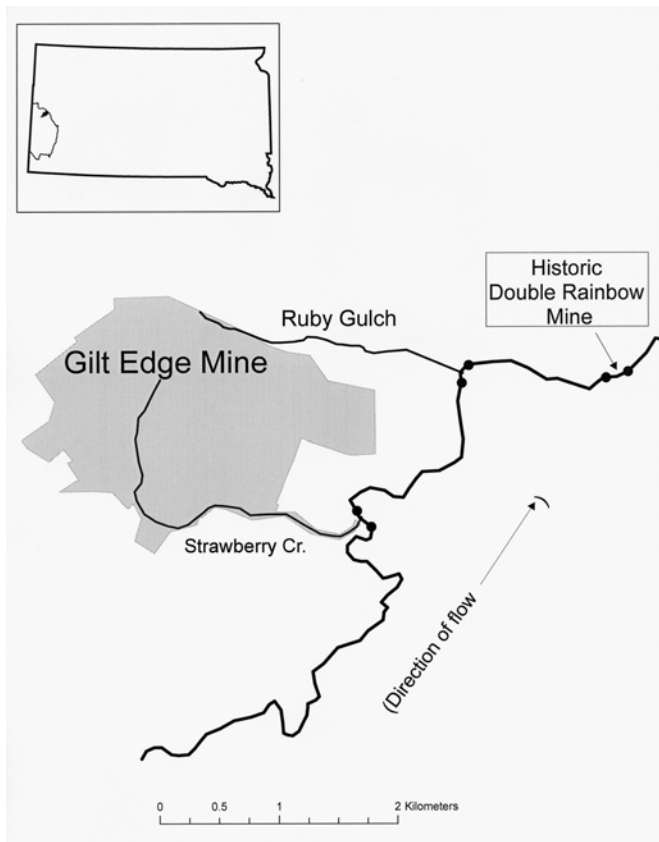 Historic
Double Rainbow
Mine
Ruby Gulch
Gilt Edge Mine
Strawberry Cr.
(Direction of flow
)
0 0.5 1 2 Kilometers